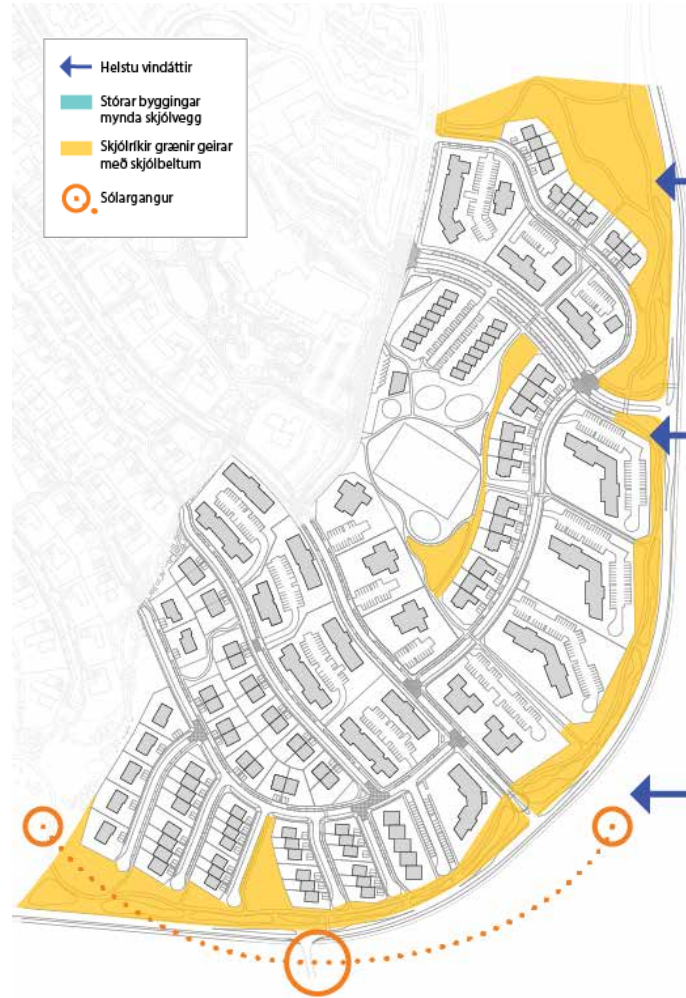 Helstu vindáttir
Stórar byggingar
mynda skjólvegg
Skjólríkir grænir geirar
með skjólbeltum
Sólargangur